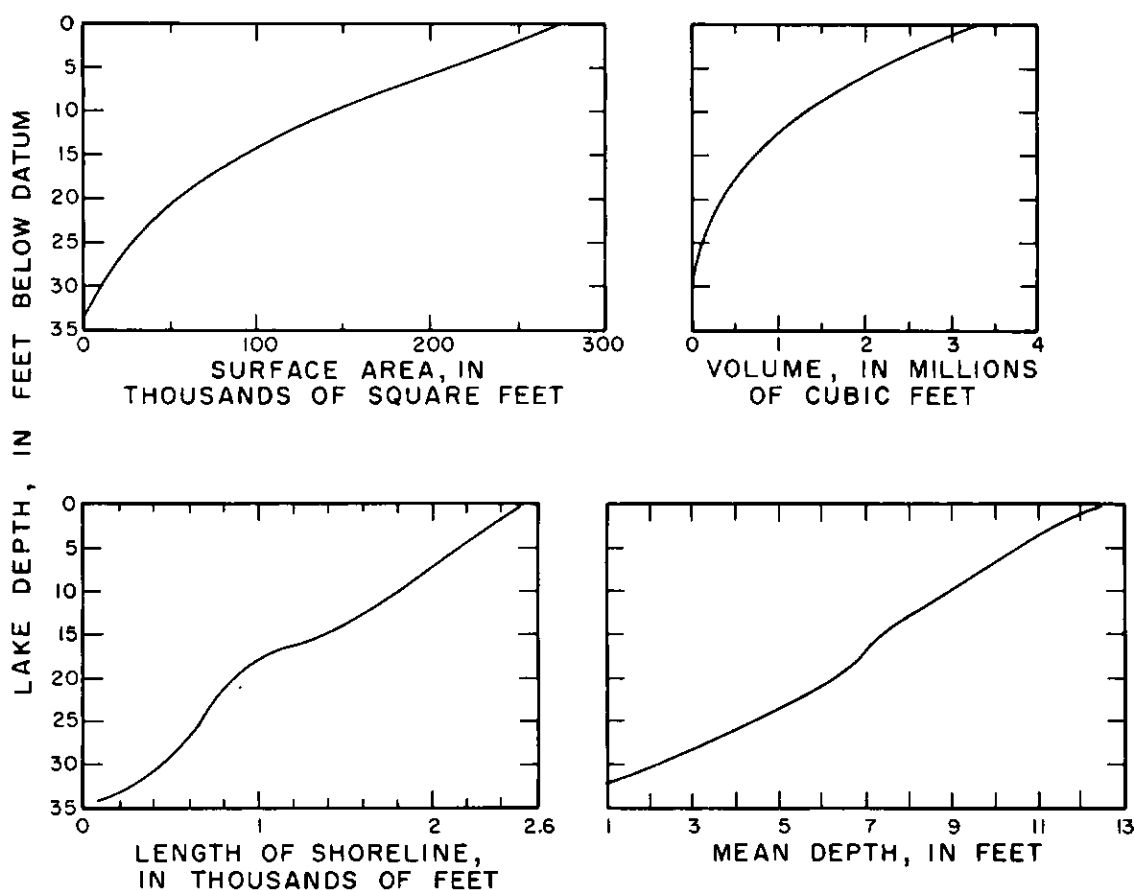 LAKE DEPTH, IN FEET BELOW DATUM
0
5
10
15
20
25
30
35
0 100 200 300
SURFACE AREA, IN
THOUSANDS OF SQUARE FEET
0 1 2 3 4
VOLUME, IN MILLIONS
OF CUBIC FEET
0
5
10
15
20
25
30
35
0 1 2 2.6
LENGTH OF SHORELINE,
IN THOUSANDS OF FEET
1 3 5 7 9 11 13
MEAN DEPTH, IN FEET